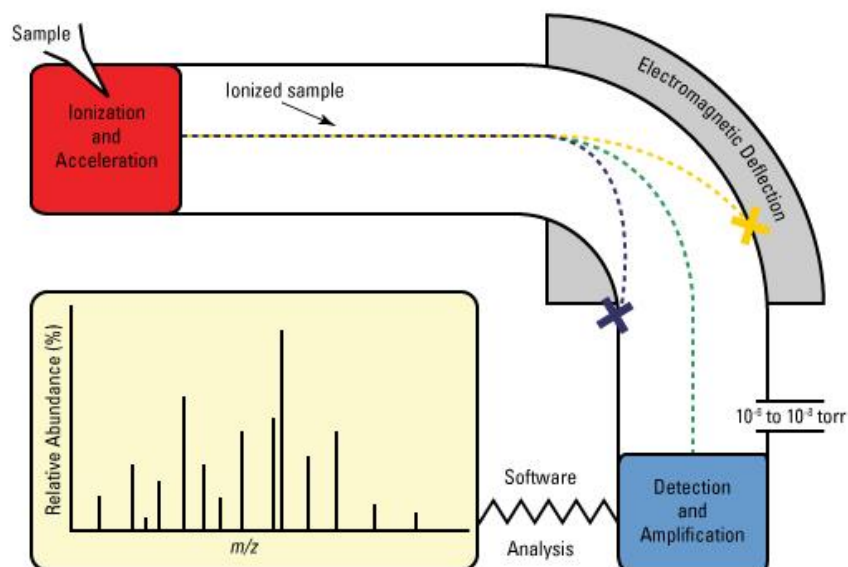 Sample
Ionization
and
Acceleration
Ionized sample
Electromagnetic Deflection
10⁻⁶ to 10⁻⁸ torr
Relative Abundance (%)
m/z
Software
Analysis
Detection
and
Amplification